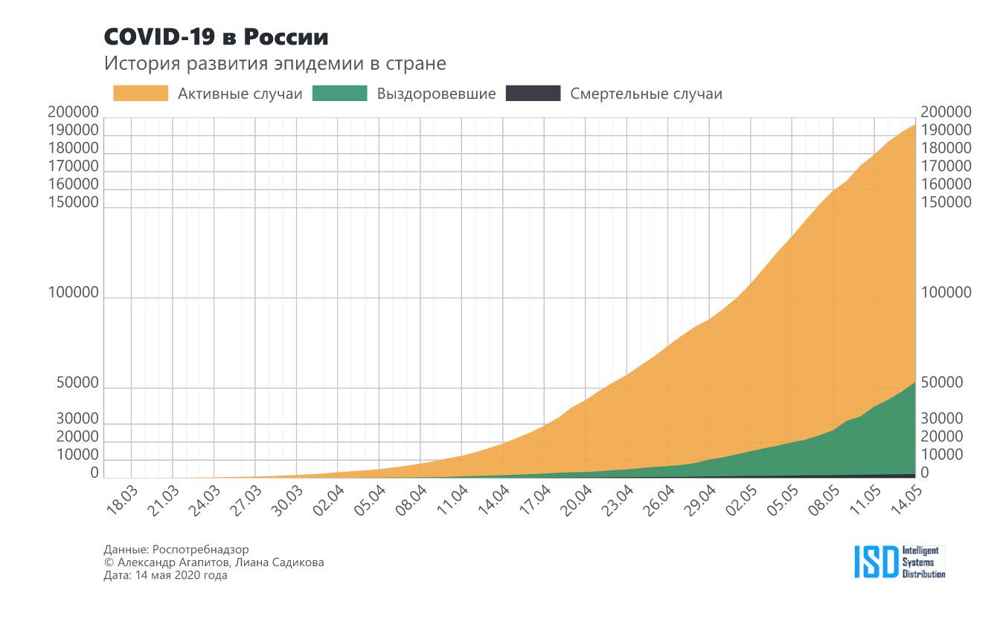 COVID-19 в России
История развития эпидемии в стране
Активные случаи Выздоровевшие Смертельные случаи
200000 200000
190000 190000
180000 180000
170000 170000
160000 160000
150000 150000
100000 100000
50000 50000
30000 30000
20000 20000
10000 10000
0 0
18.03 21.03 24.03 27.03 30.03 02.04 05.04 08.04 11.04 14.04 17.04 20.04 23.04 26.04 29.04 02.05 05.05 08.05 11.05 14.05
Данные: Роспотребнадзор
© Александр Агапитов, Лиана Садикова
Дата: 14 мая 2020 года
ISD
Intelligent
Systems
Distribution